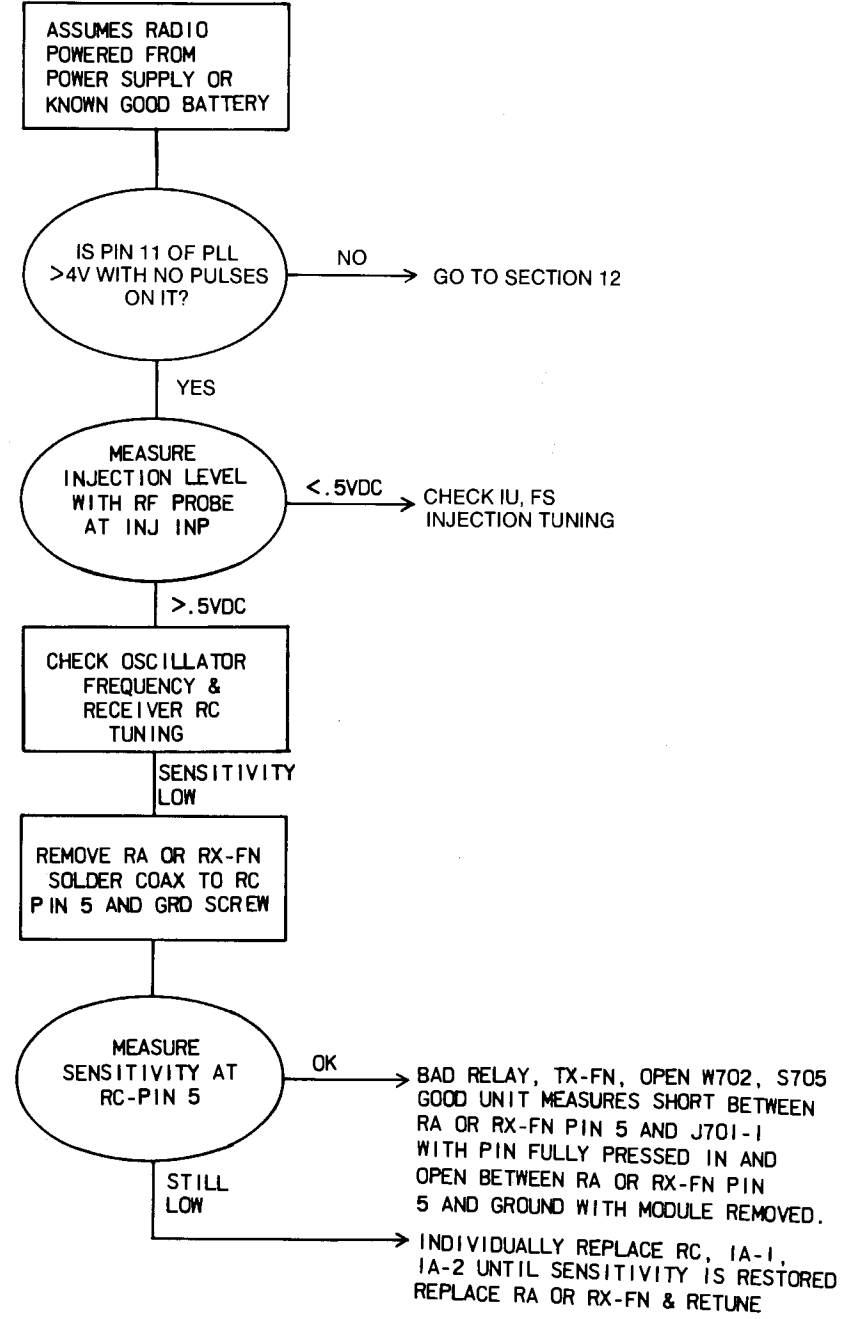 ASSUMES RADIO
POWERED FROM
POWER SUPPLY OR
KNOWN GOOD BATTERY
IS PIN 11 OF PLL
>4V WITH NO PULSES
ON IT?
NO
GO TO SECTION 12
YES
MEASURE
INJECTION LEVEL
WITH RF PROBE
AT INJ INP
<.5VDC
CHECK IU, FS
INJECTION TUNING
>.5VDC
CHECK OSCILLATOR
FREQUENCY &
RECEIVER RC
TUNING
SENSITIVITY
LOW
REMOVE RA OR RX-FN
SOLDER COAX TO RC
PIN 5 AND GRD SCREW
MEASURE
SENSITIVITY AT
RC-PIN 5
OK
BAD RELAY, TX-FN, OPEN W702, S705
GOOD UNIT MEASURES SHORT BETWEEN
RA OR RX-FN PIN 5 AND J701-1
WITH PIN FULLY PRESSED IN AND
OPEN BETWEEN RA OR RX-FN PIN
5 AND GROUND WITH MODULE REMOVED.
STILL
LOW
INDIVIDUALLY REPLACE RC, IA-1,
IA-2 UNTIL SENSITIVITY IS RESTORED
REPLACE RA OR RX-FN & RETUNE